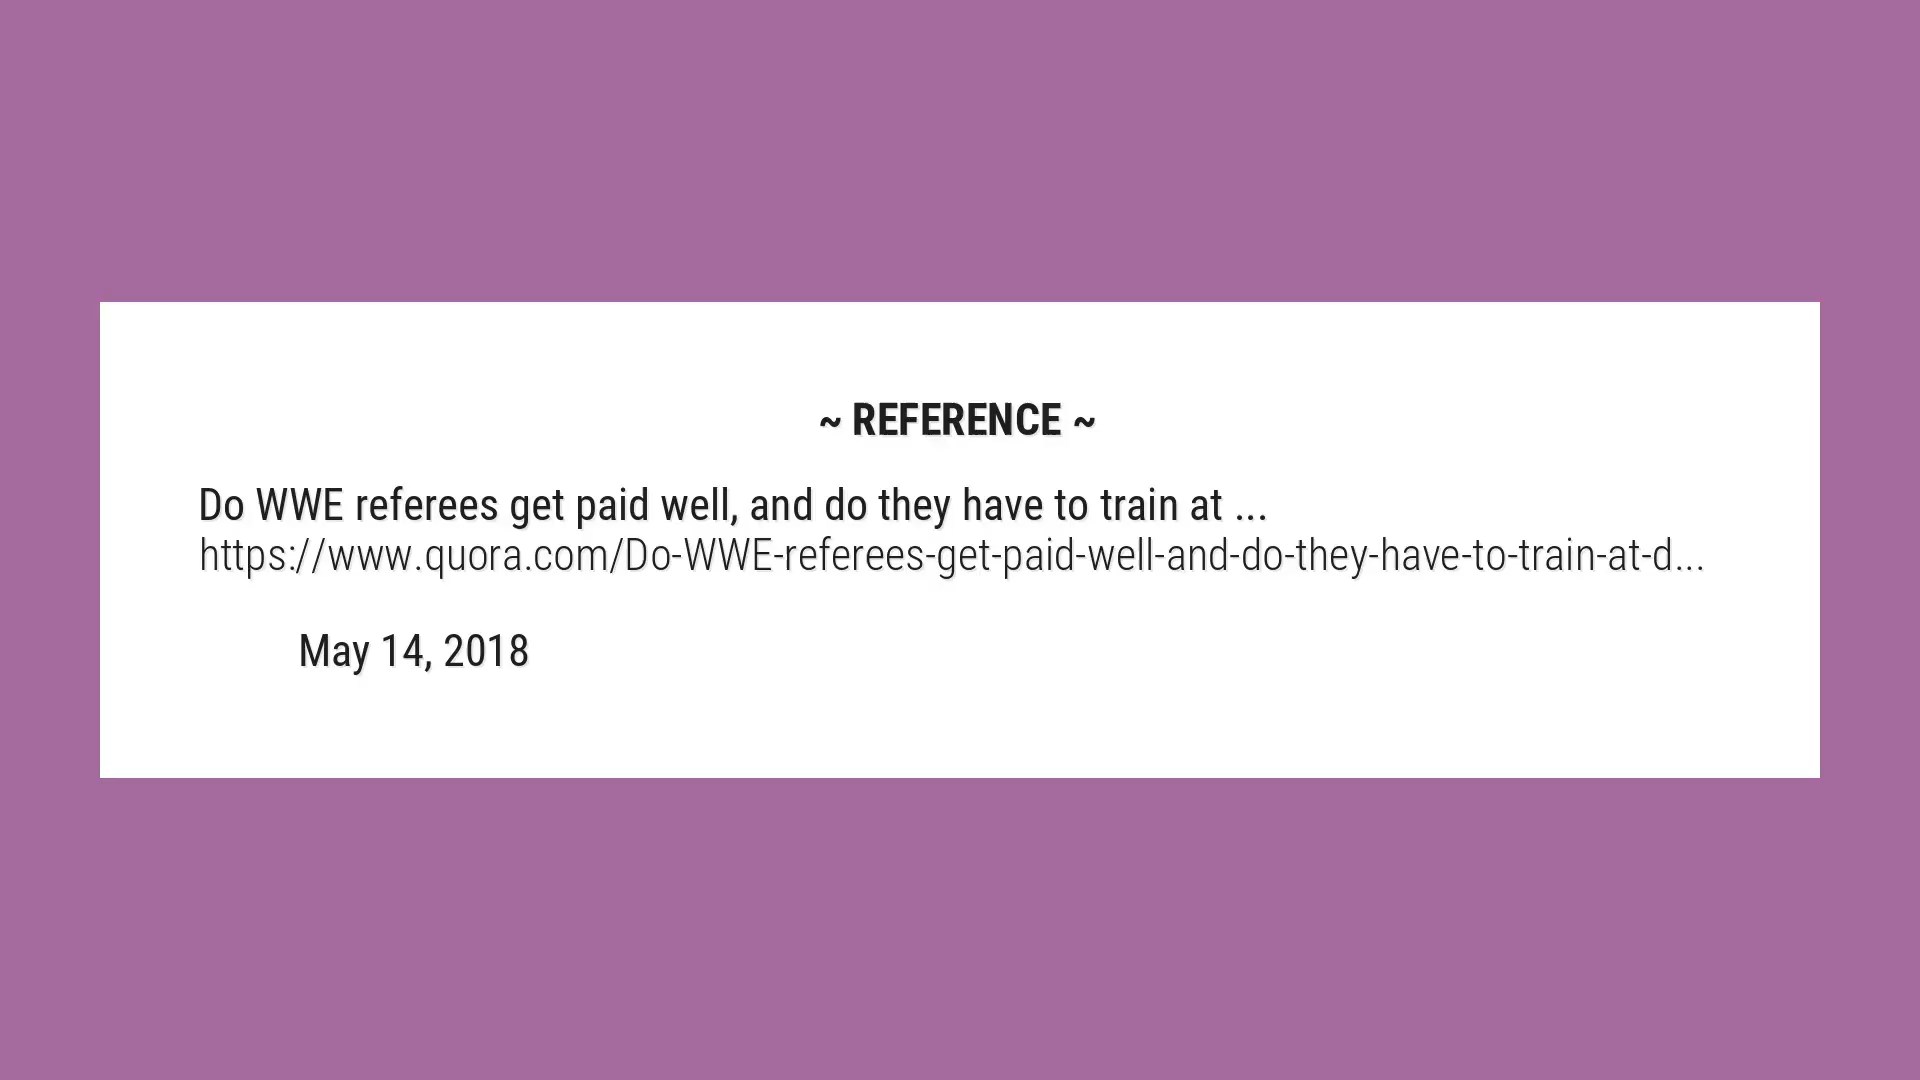 ~ REFERENCE ~
Do WWE referees get paid well, and do they have to train at ...
https://www.quora.com/Do-WWE-referees-get-paid-well-and-do-they-have-to-train-at-d...
May 14, 2018